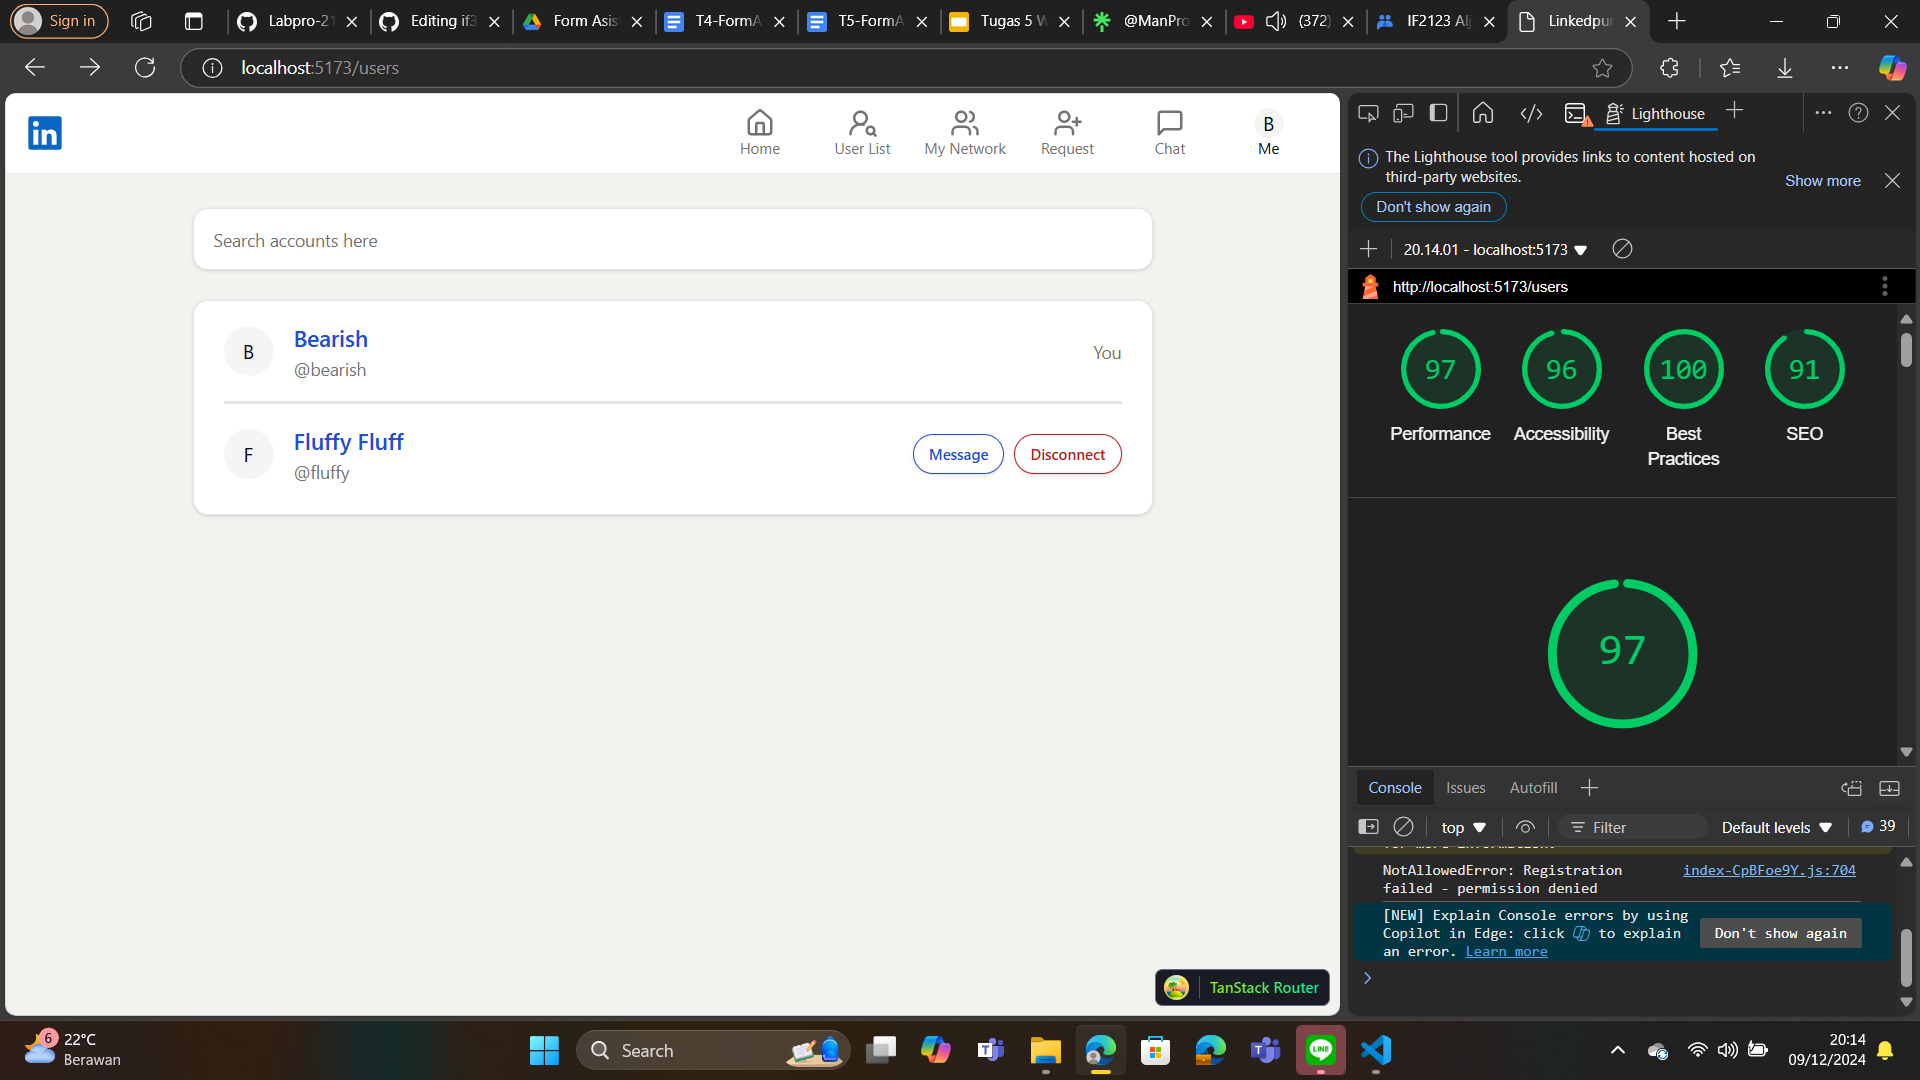 Sign in
Labpro-21
Editing if3
Form Asis
T4-FormA
T5-FormA
Tugas 5 W
@ManPro
(372)
IF2123 Alj
Linkedpur
localhost:5173/users
in
Home
User List
My Network
Request
Chat
B
Me
Search accounts here
B
Bearish
@bearish
You
F
Fluffy Fluff
@fluffy
Message
Disconnect
TanStack Router
Lighthouse
The Lighthouse tool provides links to content hosted on
third-party websites.
Show more
Don't show again
20.14.01 - localhost:5173
http://localhost:5173/users
97
96
100
91
Performance
Accessibility
Best
Practices
SEO
97
Console
Issues
Autofill
top
Filter
Default levels
39
for more information.
NotAllowedError: Registration
failed - permission denied
index-CpBFoe9Y.js:704
[NEW] Explain Console errors by using
Copilot in Edge: click
to explain
an error. Learn more
Don't show again
6
22°C
Berawan
Search
LINE
20:14
09/12/2024